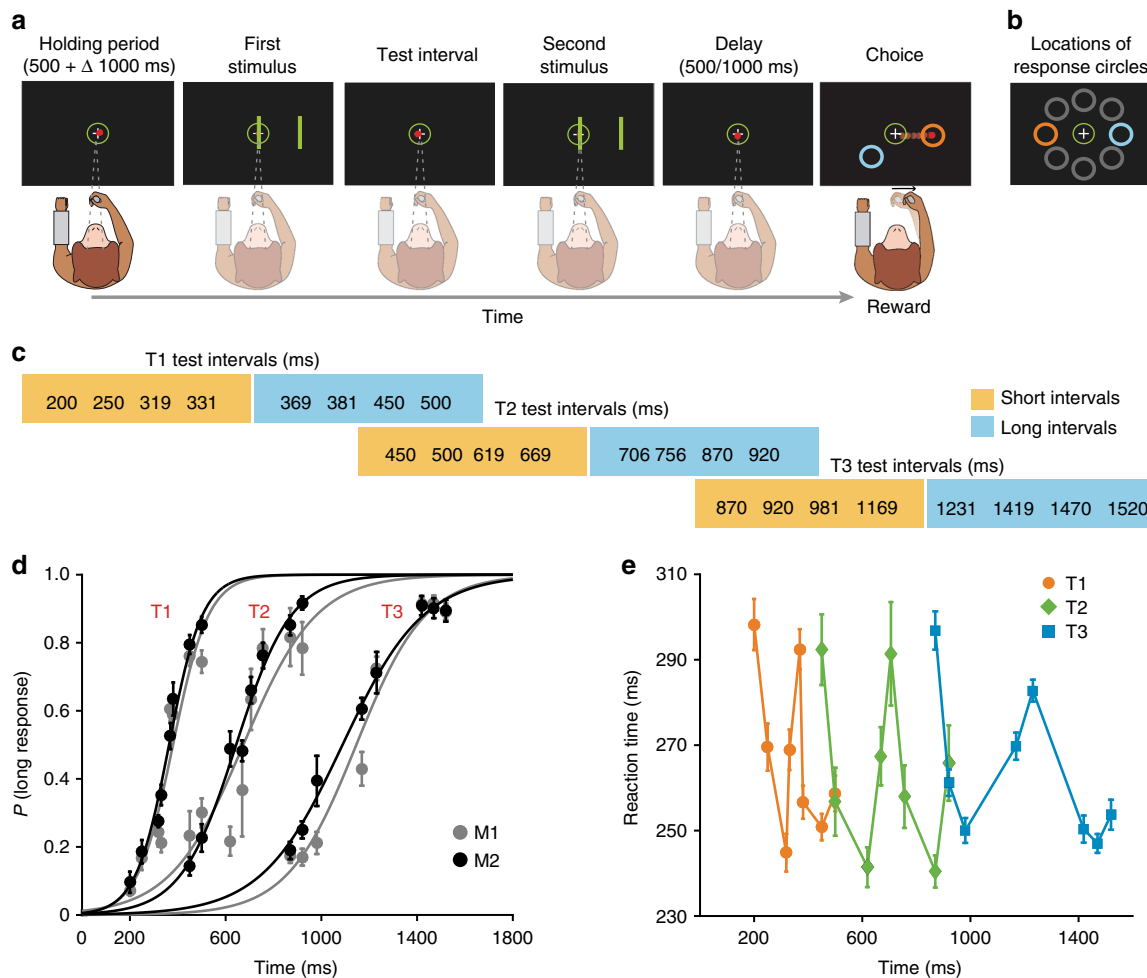 a
Holding period
(500 + Δ 1000 ms)
First
stimulus
Test interval
Second
stimulus
Delay
(500/1000 ms)
Choice
Time
Reward
b
Locations of
response circles
c
T1 test intervals (ms)
200 250 319 331 369 381 450 500
T2 test intervals (ms)
450 500 619 669 706 756 870 920
T3 test intervals (ms)
870 920 981 1169 1231 1419 1470 1520
Short intervals
Long intervals
d
P (long response)
1.0
0.8
0.6
0.4
0.2
0
T1
T2
T3
M1
M2
0 200 600 1000 1400 1800
Time (ms)
e
Reaction time (ms)
310
290
270
250
230
T1
T2
T3
200 600 1000 1400
Time (ms)